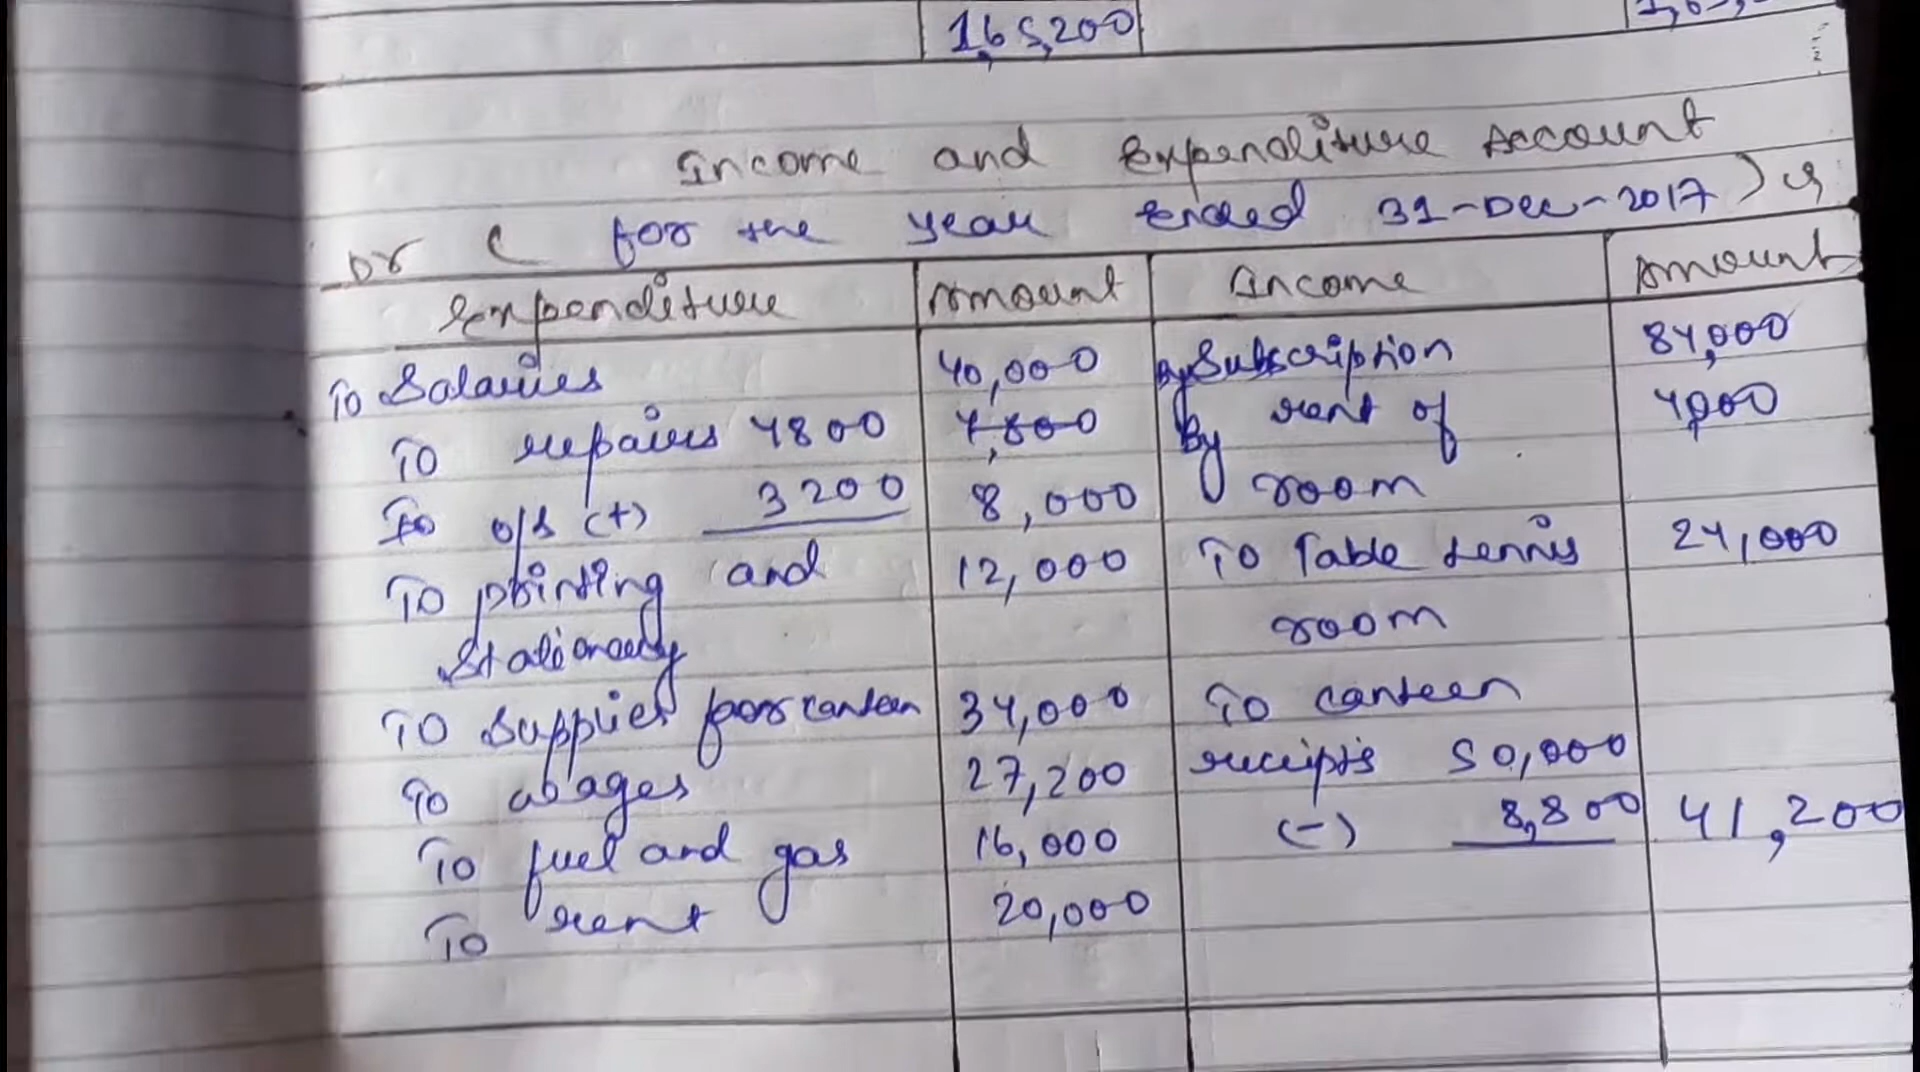 1,65,200
Income and Expenditure Account
Dr ( for the year Ended 31-Dec-2017) Cr
Expenditure Amount Income Amount
To Salaries 40,000 By Subscription 84,000
To repairs 4800 4,800 By rent of 4,000
To o/s (+) 3200 8,000 room
To printing and 12,000 To Table tennis 24,000
Stationery room
To Supplies for canteen 34,000 To canteen
To wages 27,200 receipts 50,000
To fuel and gas 16,000 (-) 8,800 41,200
To rent 20,000